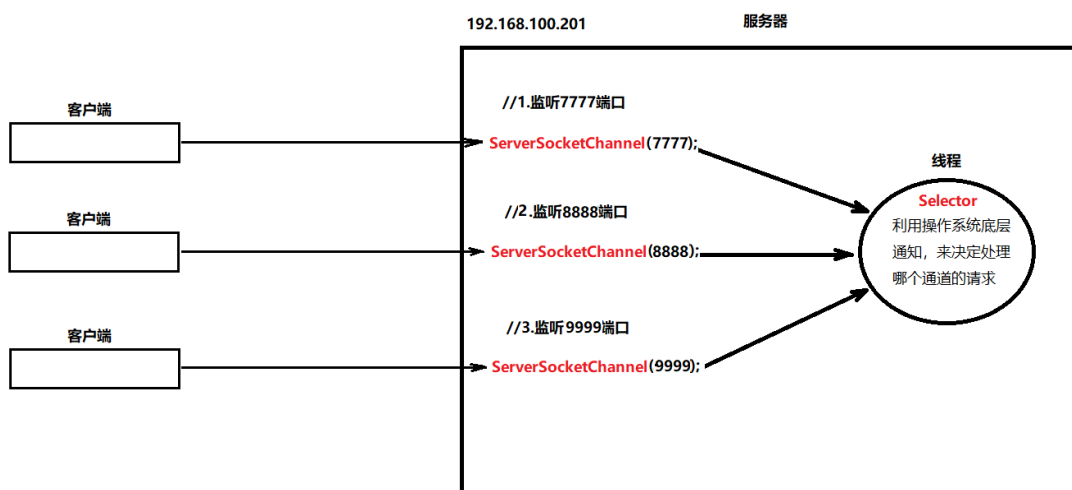 192.168.100.201
服务器
客户端
//1.监听7777端口
ServerSocketChannel(7777);
线程
Selector
利用操作系统底层
通知，来决定处理
哪个通道的请求
客户端
//2.监听8888端口
ServerSocketChannel(8888);
客户端
//3.监听9999端口
ServerSocketChannel(9999);